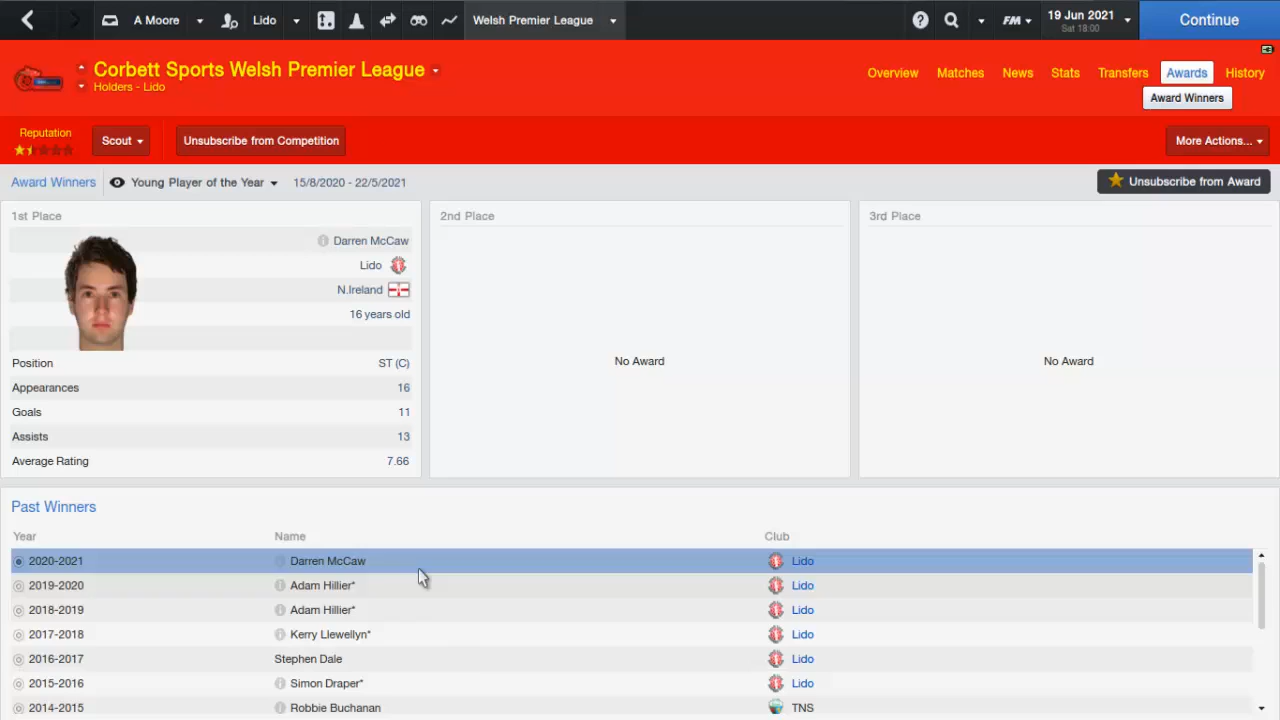 A Moore
Lido
Welsh Premier League
FM
19 Jun 2021
Sat 18:00
Continue
Corbett Sports Welsh Premier League
Holders - Lido
Overview
Matches
News
Stats
Transfers
Awards
History
Award Winners
Reputation
Scout
Unsubscribe from Competition
More Actions...
Award Winners
Young Player of the Year
15/8/2020 - 22/5/2021
Unsubscribe from Award
1st Place
Darren McCaw
Lido
N.Ireland
16 years old
Position ST (C)
Appearances 16
Goals 11
Assists 13
Average Rating 7.66
2nd Place
No Award
3rd Place
No Award
Past Winners
Year Name Club
2020-2021 Darren McCaw Lido
2019-2020 Adam Hillier* Lido
2018-2019 Adam Hillier* Lido
2017-2018 Kerry Llewellyn* Lido
2016-2017 Stephen Dale Lido
2015-2016 Simon Draper* Lido
2014-2015 Robbie Buchanan TNS